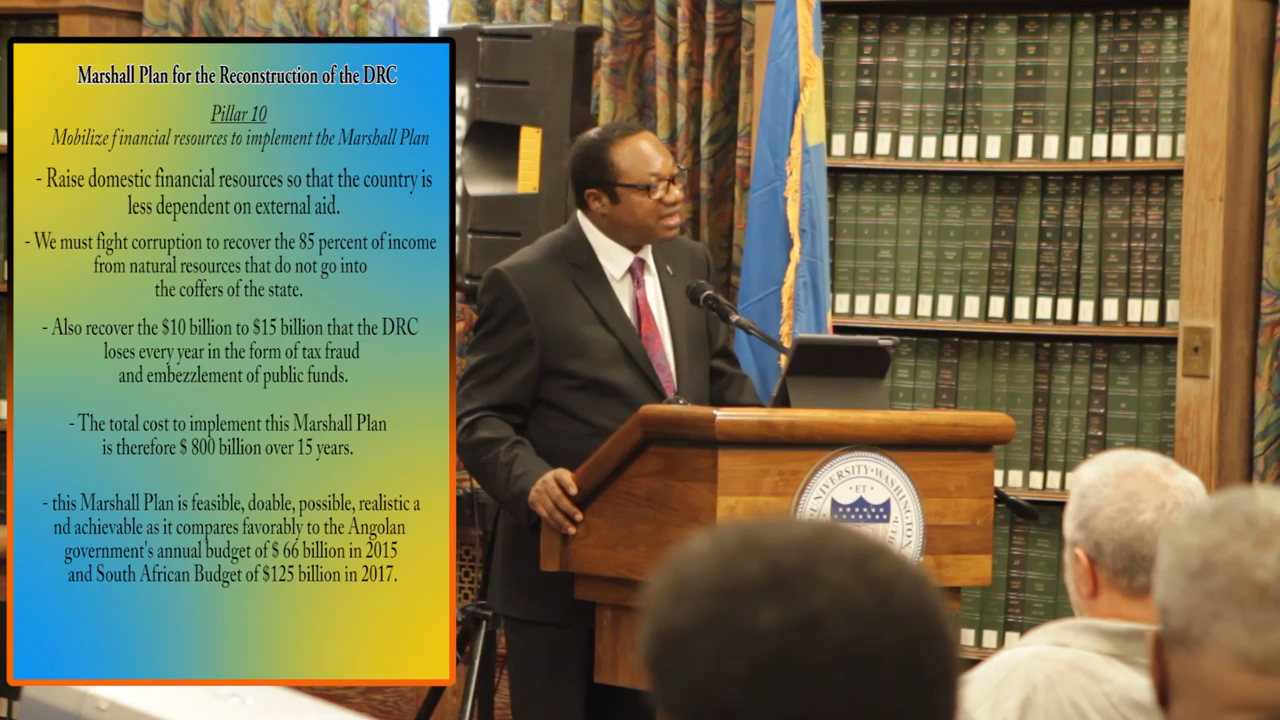 Marshall Plan for the Reconstruction of the DRC
Pillar 10
Mobilize financial resources to implement the Marshall Plan
- Raise domestic financial resources so that the country is
less dependent on external aid.
- We must fight corruption to recover the 85 percent of income
from natural resources that do not go into
the coffers of the state.
- Also recover the $10 billion to $15 billion that the DRC
loses every year in the form of tax fraud
and embezzlement of public funds.
- The total cost to implement this Marshall Plan
is therefore $ 800 billion over 15 years.
- this Marshall Plan is feasible, doable, possible, realistic a
nd achievable as it compares favorably to the Angolan
government's annual budget of $ 66 billion in 2015
and South African Budget of $125 billion in 2017.
UNIVERSITY·WASHINGTON
·ET·